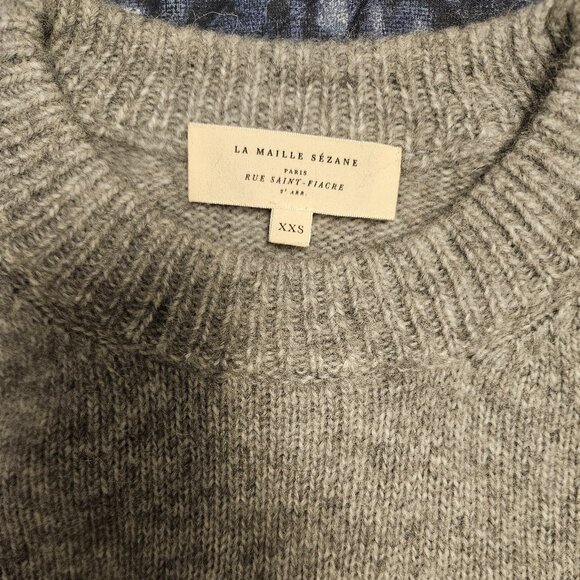 LA MAILLE SÉZANE
PARIS
RUE SAINT-FIACRE
2ᵉ ARR.
XXS